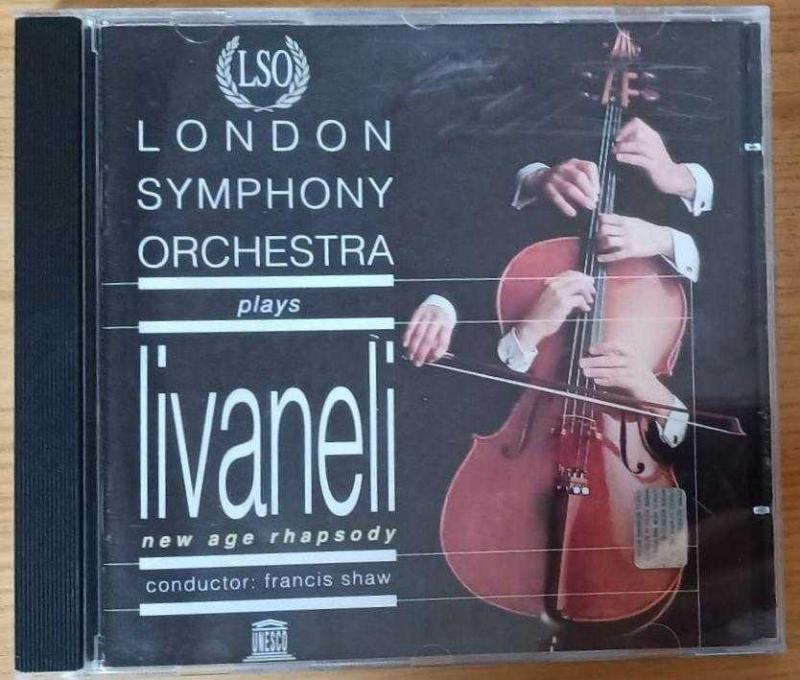 LSO
LONDON
SYMPHONY
ORCHESTRA
plays
livaneli
new age rhapsody
conductor: francis shaw
UNESCO